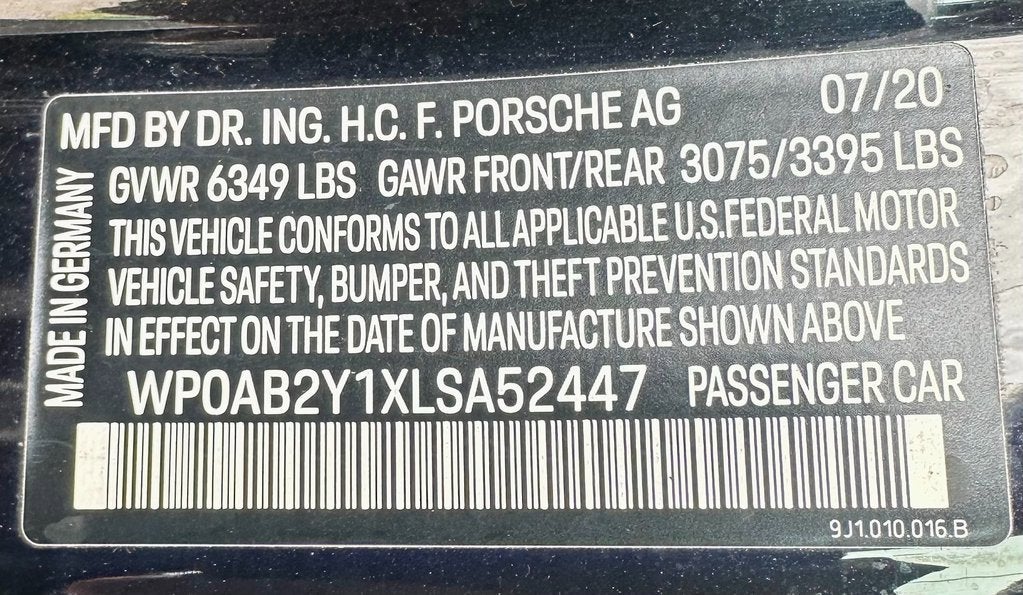 MFD BY DR. ING. H.C. F. PORSCHE AG 07/20
GVWR 6349 LBS GAWR FRONT/REAR 3075/3395 LBS
THIS VEHICLE CONFORMS TO ALL APPLICABLE U.S.FEDERAL MOTOR
VEHICLE SAFETY, BUMPER, AND THEFT PREVENTION STANDARDS
IN EFFECT ON THE DATE OF MANUFACTURE SHOWN ABOVE
MADE IN GERMANY
WP0AB2Y1XLSA52447 PASSENGER CAR
9J1.010.016.B